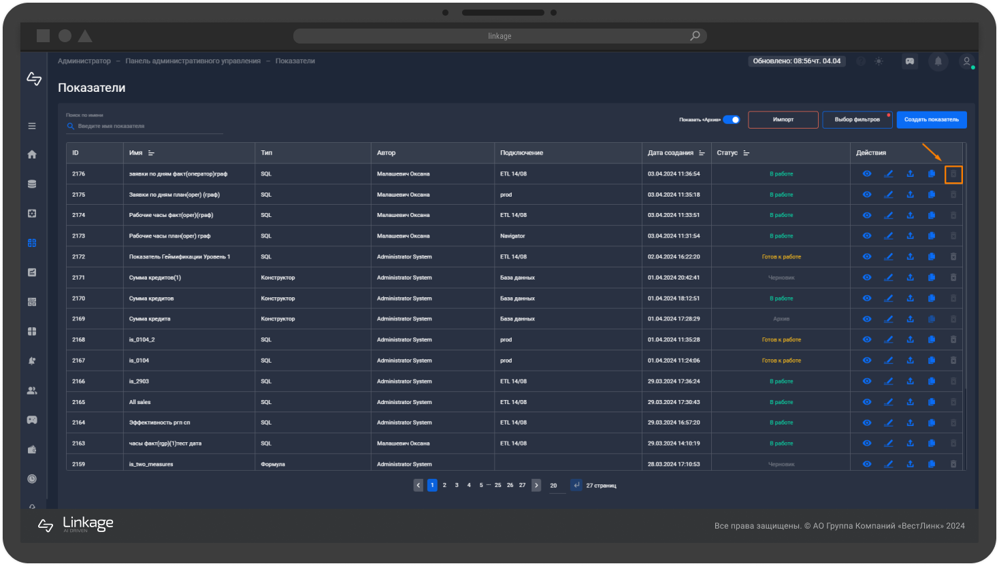 linkage
Администратор – Панель административного управления – Показатели
Обновлено: 08:56 чт. 04.04
Показатели
Поиск по имени
Введите имя показателя
Показать «Архив»
Импорт
Выбор фильтров
Создать показатель
ID Имя Тип Автор Подключение Дата создания Статус Действия
2176 заявки по дням факт(оператор)граф SQL Малашевич Оксана ETL 14/08 03.04.2024 11:36:54 В работе
2175 Заявки по дням план(oper) (граф) SQL Малашевич Оксана prod 03.04.2024 11:35:18 В работе
2174 Рабочие часы факт(oper)(граф) SQL Малашевич Оксана ETL 14/08 03.04.2024 11:33:51 В работе
2173 Рабочие часы план(oper) граф SQL Малашевич Оксана Navigator 03.04.2024 11:31:54 В работе
2172 Показатель Геймификации Уровень 1 SQL Administrator System ETL 14/08 02.04.2024 16:22:20 Готов к работе
2171 Сумма кредитов(1) Конструктор Administrator System База данных 01.04.2024 20:42:41 Черновик
2170 Сумма кредитов Конструктор Administrator System База данных 01.04.2024 18:12:51 В работе
2169 Сумма кредита Конструктор Administrator System База данных 01.04.2024 17:28:29 Архив
2168 is_0104_2 SQL Administrator System prod 01.04.2024 11:35:28 Готов к работе
2167 is_0104 SQL Administrator System prod 01.04.2024 11:24:06 Готов к работе
2166 is_2903 SQL Administrator System ETL 14/08 29.03.2024 17:36:24 В работе
2165 All sales SQL Administrator System ETL 14/08 29.03.2024 17:30:43 В работе
2164 Эффективность ргп сп SQL Administrator System ETL 14/08 29.03.2024 16:57:20 В работе
2163 часы факт(rgp)(1)тест дата SQL Малашевич Оксана ETL 14/08 29.03.2024 14:10:19 В работе
2159 is_two_measures Формула Administrator System 28.03.2024 17:10:53 Черновик
1 2 3 4 5 ... 25 26 27 20 27 страниц
Linkage
AI DRIVEN
Все права защищены. © АО Группа Компаний «ВестЛинк» 2024